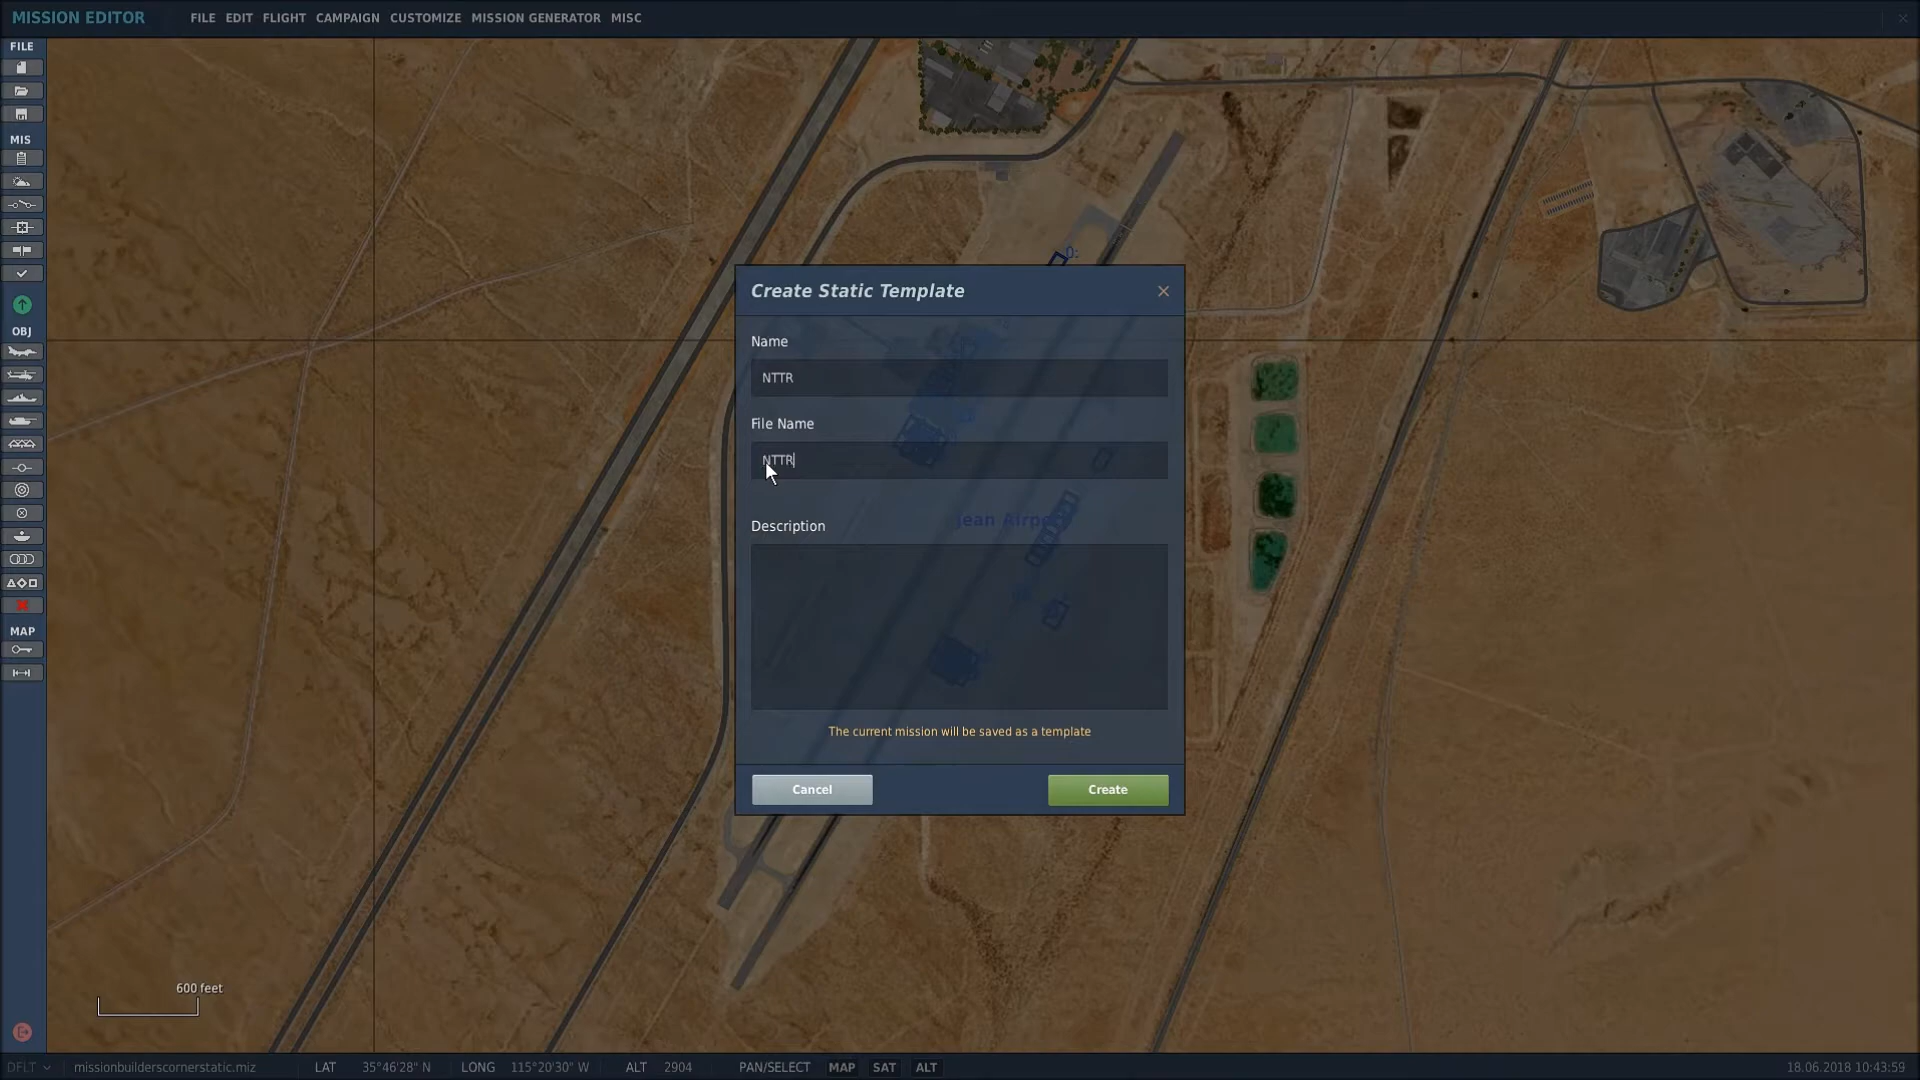 MISSION EDITOR
FILE EDIT FLIGHT CAMPAIGN CUSTOMIZE MISSION GENERATOR MISC
FILE
MIS
OBJ
MAP
Create Static Template
Name
NTTR
File Name
NTTR
Jean Airpo
Description
The current mission will be saved as a template
Cancel
Create
600 feet
DFLT missionbuilderscornerstatic.miz LAT 35°46'28" N LONG 115°20'30" W ALT 2904 PAN/SELECT MAP SAT ALT 18.06.2018 10:43:59